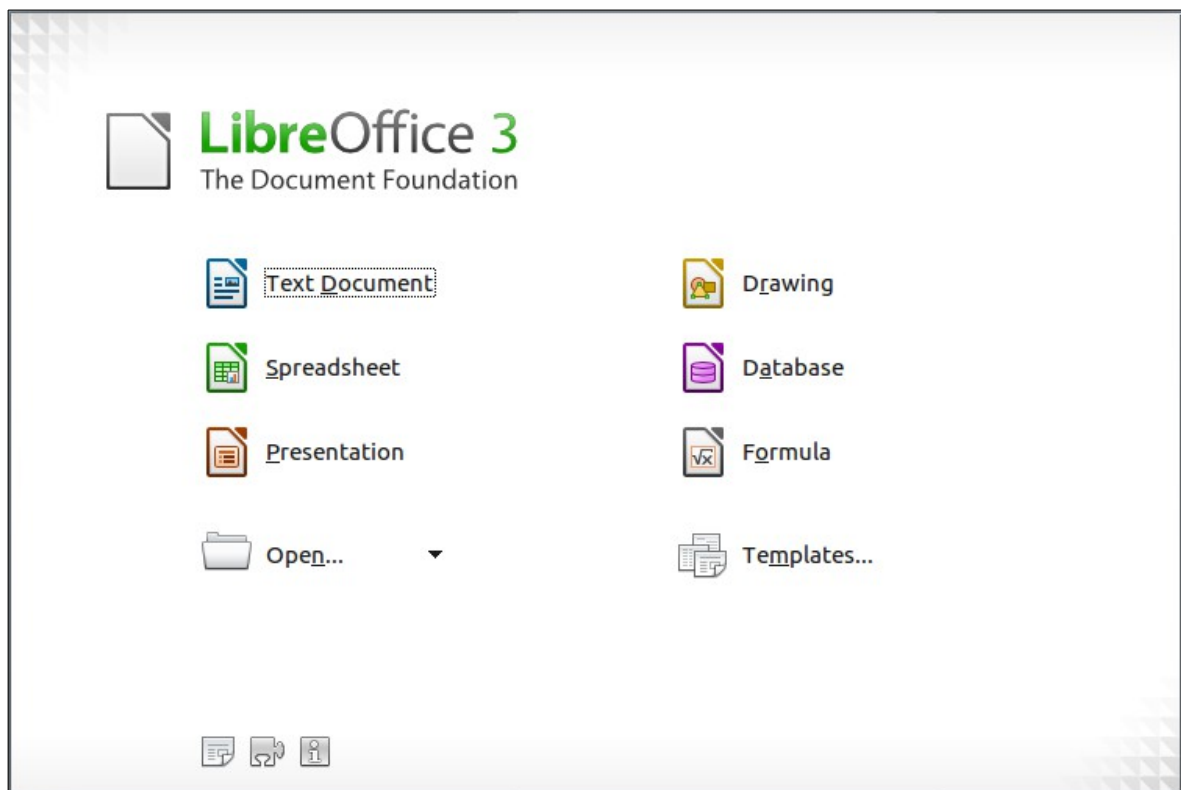 LibreOffice 3
The Document Foundation
Text Document
Drawing
Spreadsheet
Database
Presentation
Formula
Open...
Templates...